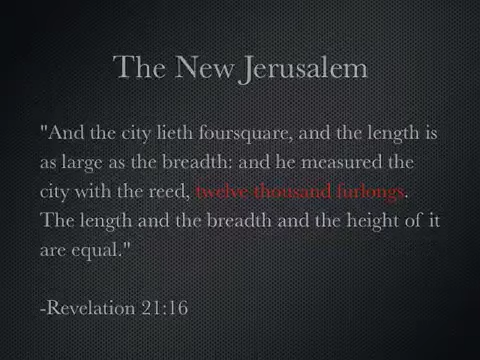 The New Jerusalem
"And the city lieth foursquare, and the length is
as large as the breadth: and he measured the
city with the reed, twelve thousand furlongs.
The length and the breadth and the height of it
are equal."
-Revelation 21:16